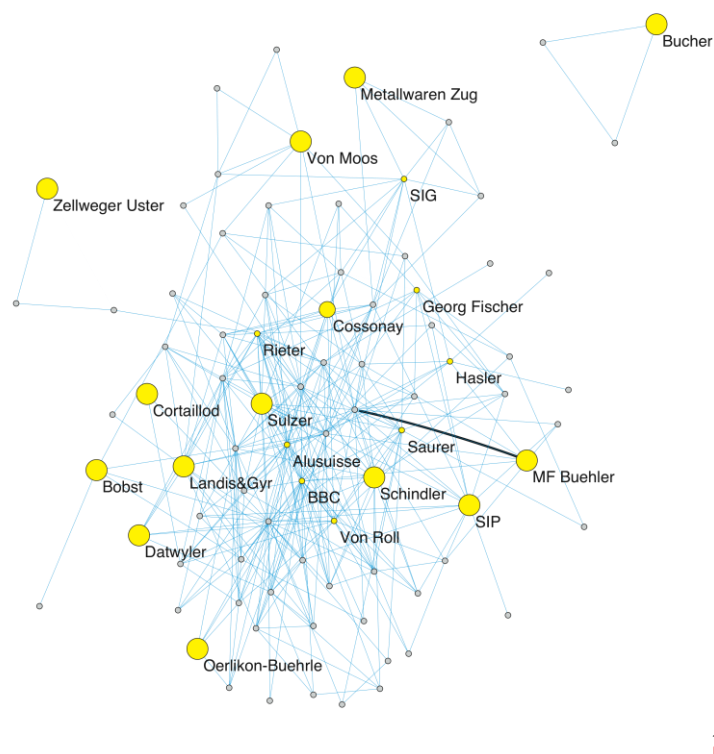 Bucher
Metallwaren Zug
Von Moos
SIG
Zellweger Uster
Georg Fischer
Cossonay
Rieter
Hasler
Cortaillod
Sulzer
Saurer
Alusuisse
MF Buehler
Landis&Gyr
Bobst
BBC
Schindler
SIP
Von Roll
Datwyler
Oerlikon-Buehrle